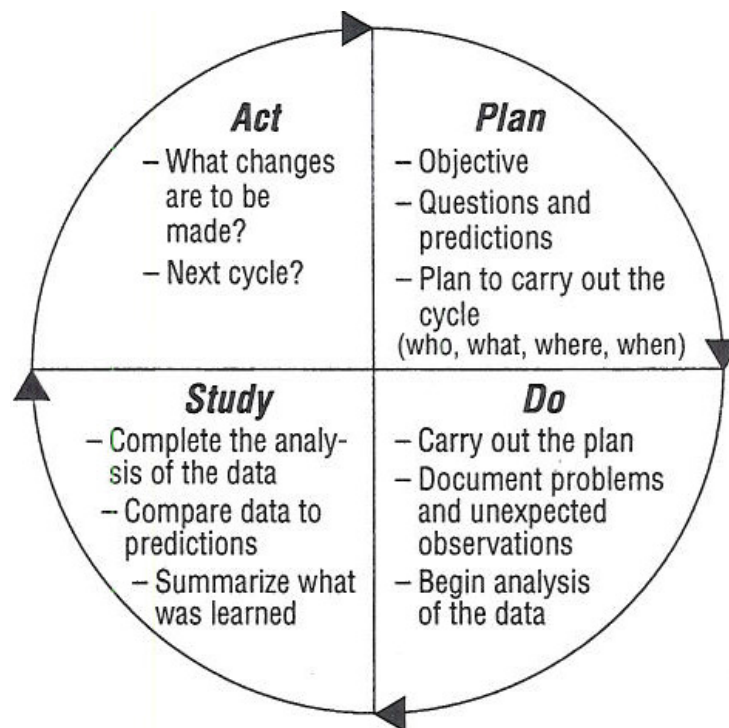 Act
– What changes
are to be
made?
– Next cycle?
Plan
– Objective
– Questions and
predictions
– Plan to carry out the
cycle
(who, what, where, when)
Study
– Complete the analy-
sis of the data
– Compare data to
predictions
– Summarize what
was learned
Do
– Carry out the plan
– Document problems
and unexpected
observations
– Begin analysis
of the data